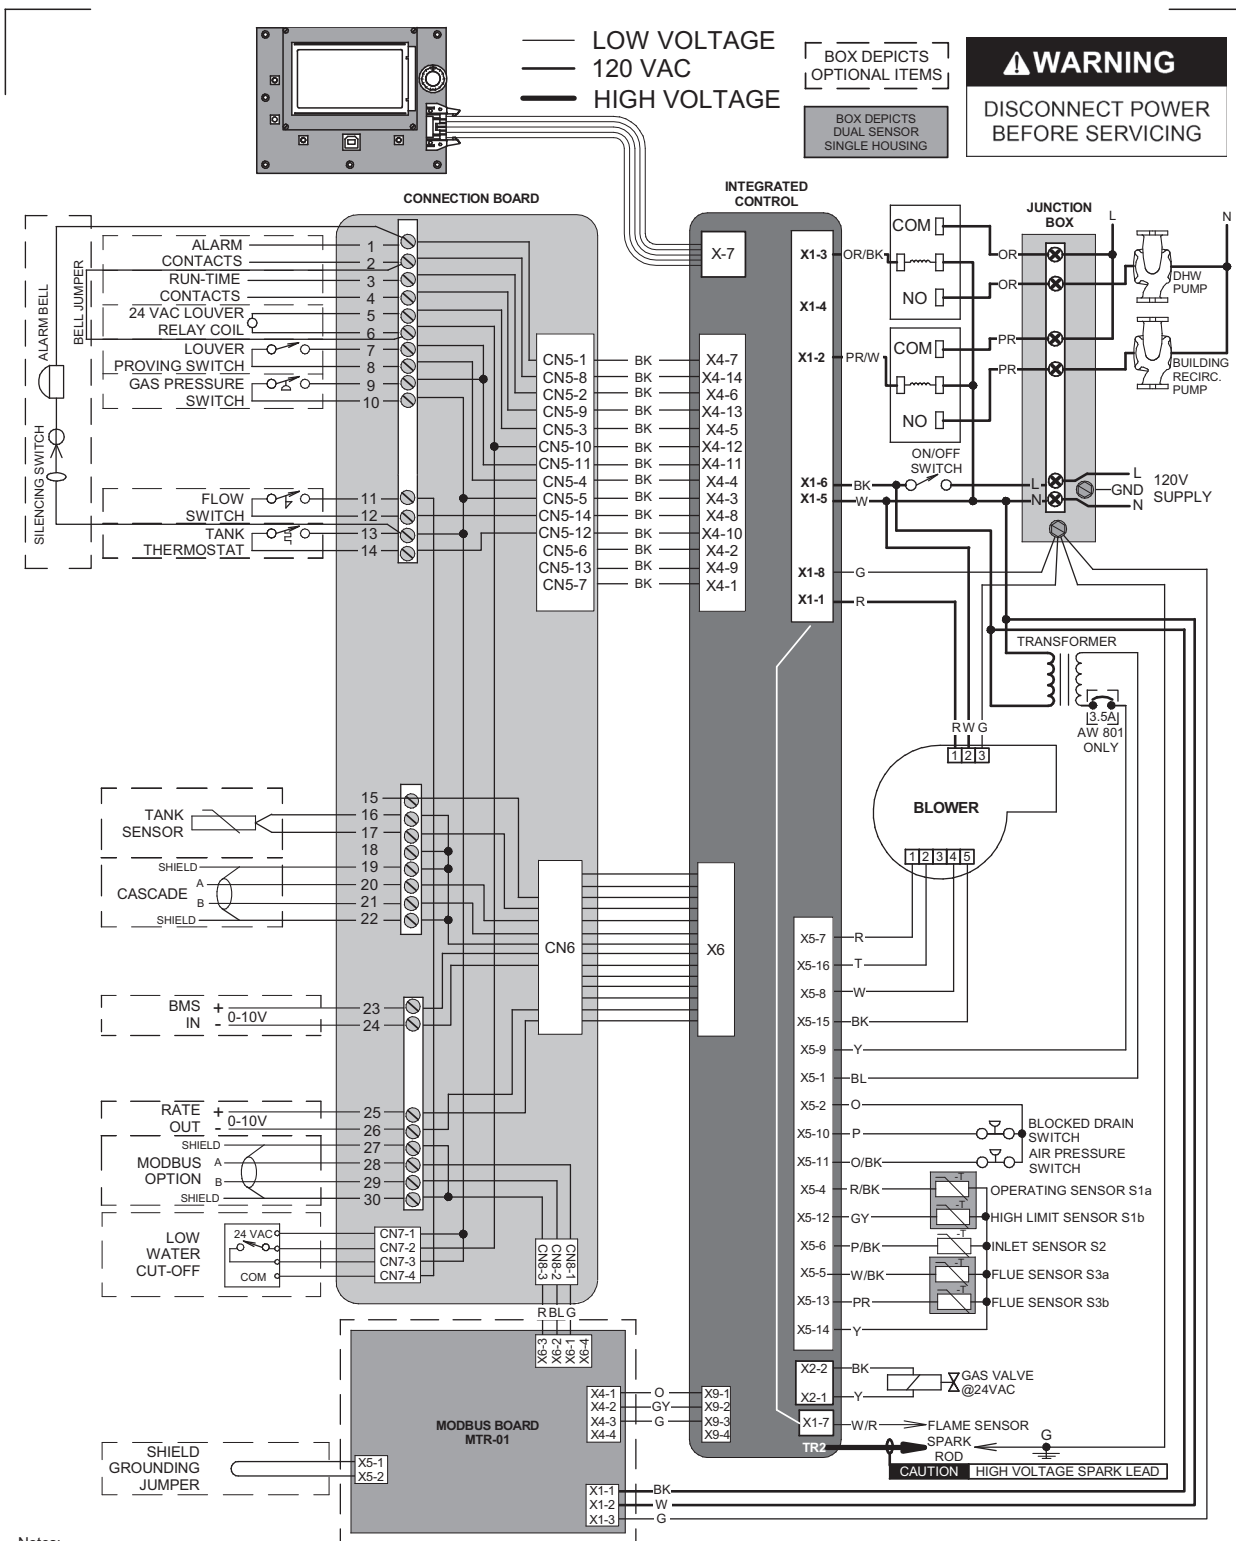 LOW VOLTAGE
120 VAC
HIGH VOLTAGE
BOX DEPICTS
OPTIONAL ITEMS
BOX DEPICTS
DUAL SENSOR
SINGLE HOUSING
WARNING
DISCONNECT POWER
BEFORE SERVICING
CONNECTION BOARD
INTEGRATED
CONTROL
JUNCTION
BOX
L
N
ALARM BELL
SILENCING SWITCH
BELL JUMPER
ALARM
CONTACTS
RUN-TIME
CONTACTS
24 VAC LOUVER
RELAY COIL
LOUVER
PROVING SWITCH
GAS PRESSURE
SWITCH
FLOW
SWITCH
TANK
THERMOSTAT
1
2
3
4
5
6
7
8
9
10
11
12
13
14
CN5-1 BK X4-7
CN5-8 BK X4-14
CN5-2 BK X4-6
CN5-9 BK X4-13
CN5-3 BK X4-5
CN5-10 BK X4-12
CN5-11 BK X4-11
CN5-4 BK X4-4
CN5-5 BK X4-3
CN5-14 BK X4-8
CN5-12 BK X4-10
CN5-6 BK X4-2
CN5-13 BK X4-9
CN5-7 BK X4-1
X-7
X1-3 OR/BK
X1-4
X1-2 PR/W
X1-6 BK
X1-5 W
X1-8 G
X1-1 R
COM
NO
COM
NO
OR
OR
PR
PR
ON/OFF
SWITCH
L
N
DHW
PUMP
BUILDING
RECIRC.
PUMP
L
GND
N
120V
SUPPLY
TRANSFORMER
3.5A
AW 801
ONLY
R W G
1 2 3
BLOWER
1 2 3 4 5
TANK
SENSOR
SHIELD
CASCADE
A
B
SHIELD
15
16
17
18
19
20
21
22
CN6
X6
BMS +
IN -
0-10V
23
24
RATE +
OUT -
0-10V
SHIELD
MODBUS
OPTION
A
B
SHIELD
25
26
27
28
29
30
LOW
WATER
CUT-OFF
24 VAC
COM
CN7-1
CN7-2
CN7-3
CN7-4
CN8-3
CN8-2
CN8-1
R BL G
X6-3
X6-2
X6-1
X6-4
X5-7 R
X5-16 T
X5-8 W
X5-15 BK
X5-9 Y
X5-1 BL
X5-2 O
X5-10 P
X5-11 O/BK
X5-4 R/BK
X5-12 GY
X5-6 P/BK
X5-5 W/BK
X5-13 PR
X5-14 Y
BLOCKED DRAIN
SWITCH
AIR PRESSURE
SWITCH
-T
OPERATING SENSOR S1a
-T
HIGH LIMIT SENSOR S1b
-T
INLET SENSOR S2
-T
FLUE SENSOR S3a
-T
FLUE SENSOR S3b
X2-2 BK
X2-1 Y
GAS VALVE
@24VAC
X1-7 W/R
FLAME SENSOR
TR2
SPARK
ROD
G
CAUTION HIGH VOLTAGE SPARK LEAD
MODBUS BOARD
MTR-01
X4-1 O X9-1
X4-2 GY X9-2
X4-3 G X9-3
X4-4 X9-4
SHIELD
GROUNDING
JUMPER
X5-1
X5-2
X1-1 BK
X1-2 W
X1-3 G